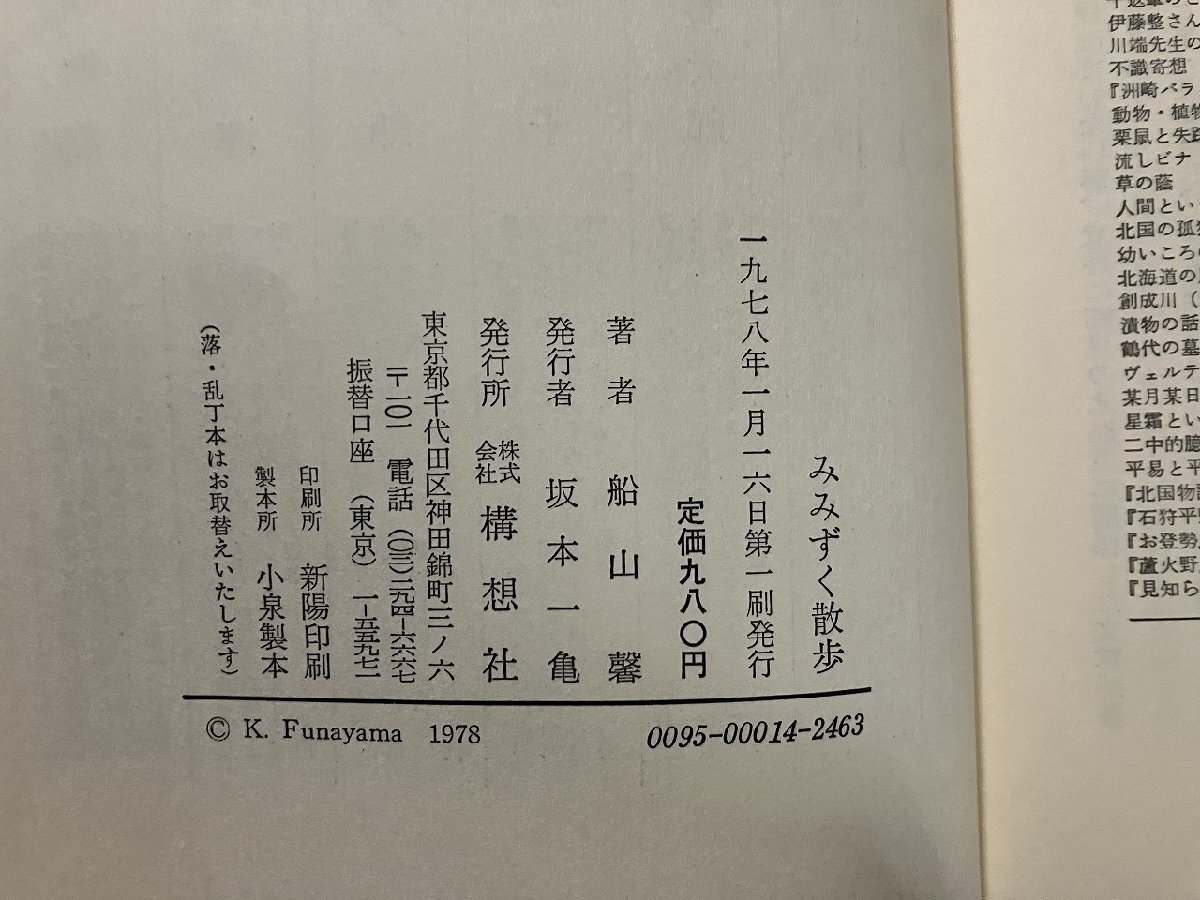 みみずく散歩
一九七八年一月一六日第一刷発行
定価九八〇円
著者 船山馨
発行者 坂本一亀
発行所 株式会社 構想社
東京都千代田区神田錦町三ノ六
〒一〇一 電話(〇三)二九四-六六六七
振替口座(東京)一-五五九七二
印刷所 新陽印刷
製本所 小泉製本
(落・乱丁本はお取替えいたします)
© K. Funayama 1978
0095-00014-2463
伊藤整さん
川端先生の
不識寄想
『洲崎パラ
動物・植物
栗鼠と失踪
流しビナ
草の蔭
人間とい
北国の孤独
幼いころの
北海道の
創成川(
漬物の話
鶴代の墓
ヴェルテ
某月某日
星霜とい
二中的臆
平易と平
『北国物語
『石狩平野
『お登勢
『蘆火野
『見知ら